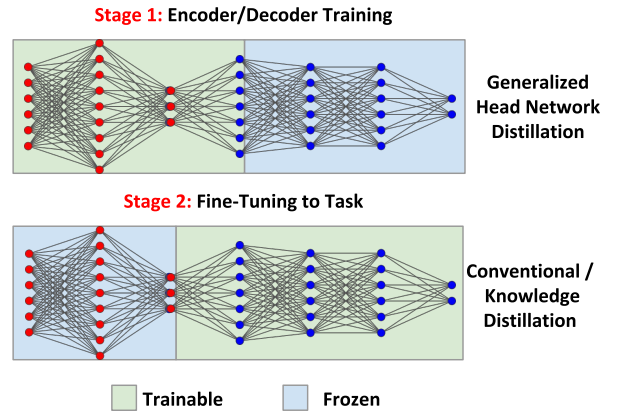 Stage 1: Encoder/Decoder Training
Generalized
Head Network
Distillation
Stage 2: Fine-Tuning to Task
Conventional /
Knowledge
Distillation
Trainable
Frozen